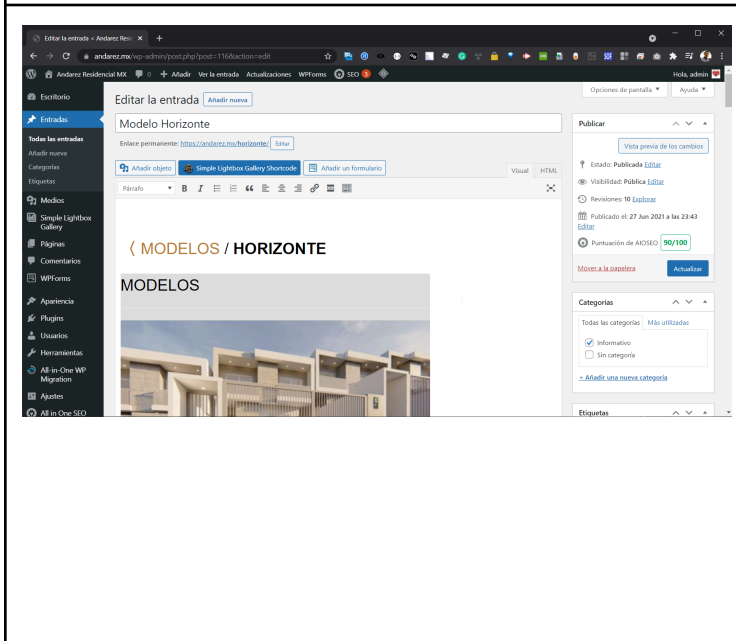 Editar la entrada < Andarez Resi
andarez.mx/wp-admin/post.php?post=116&action=edit
Andarez Residencial MX 0 Añadir Ver la entrada Actualizaciones WPForms SEO Hola, admin
Opciones de pantalla Ayuda
Escritorio
Entradas
Todas las entradas
Añadir nueva
Categorías
Etiquetas
Medios
Simple Lightbox
Gallery
Páginas
Comentarios
WPForms
Apariencia
Plugins
Usuarios
Herramientas
All-in-One WP
Migration
Ajustes
All in One SEO
Editar la entrada Añadir nueva
Modelo Horizonte
Enlace permanente: https://andarez.mx/horizonte/ Editar
Añadir objeto Simple Lightbox Gallery Shortcode Añadir un formulario
Visual HTML
Párrafo
〈 MODELOS / HORIZONTE
MODELOS
Publicar
Vista previa de los cambios
Estado: Publicada Editar
Visibilidad: Pública Editar
Revisiones: 10 Explorar
Publicado el: 27 Jun 2021 a las 23:43
Editar
Puntuación de AIOSEO 90/100
Mover a la papelera Actualizar
Categorías
Todas las categorías Más utilizadas
Informativo
Sin categoría
+ Añadir una nueva categoría
Etiquetas